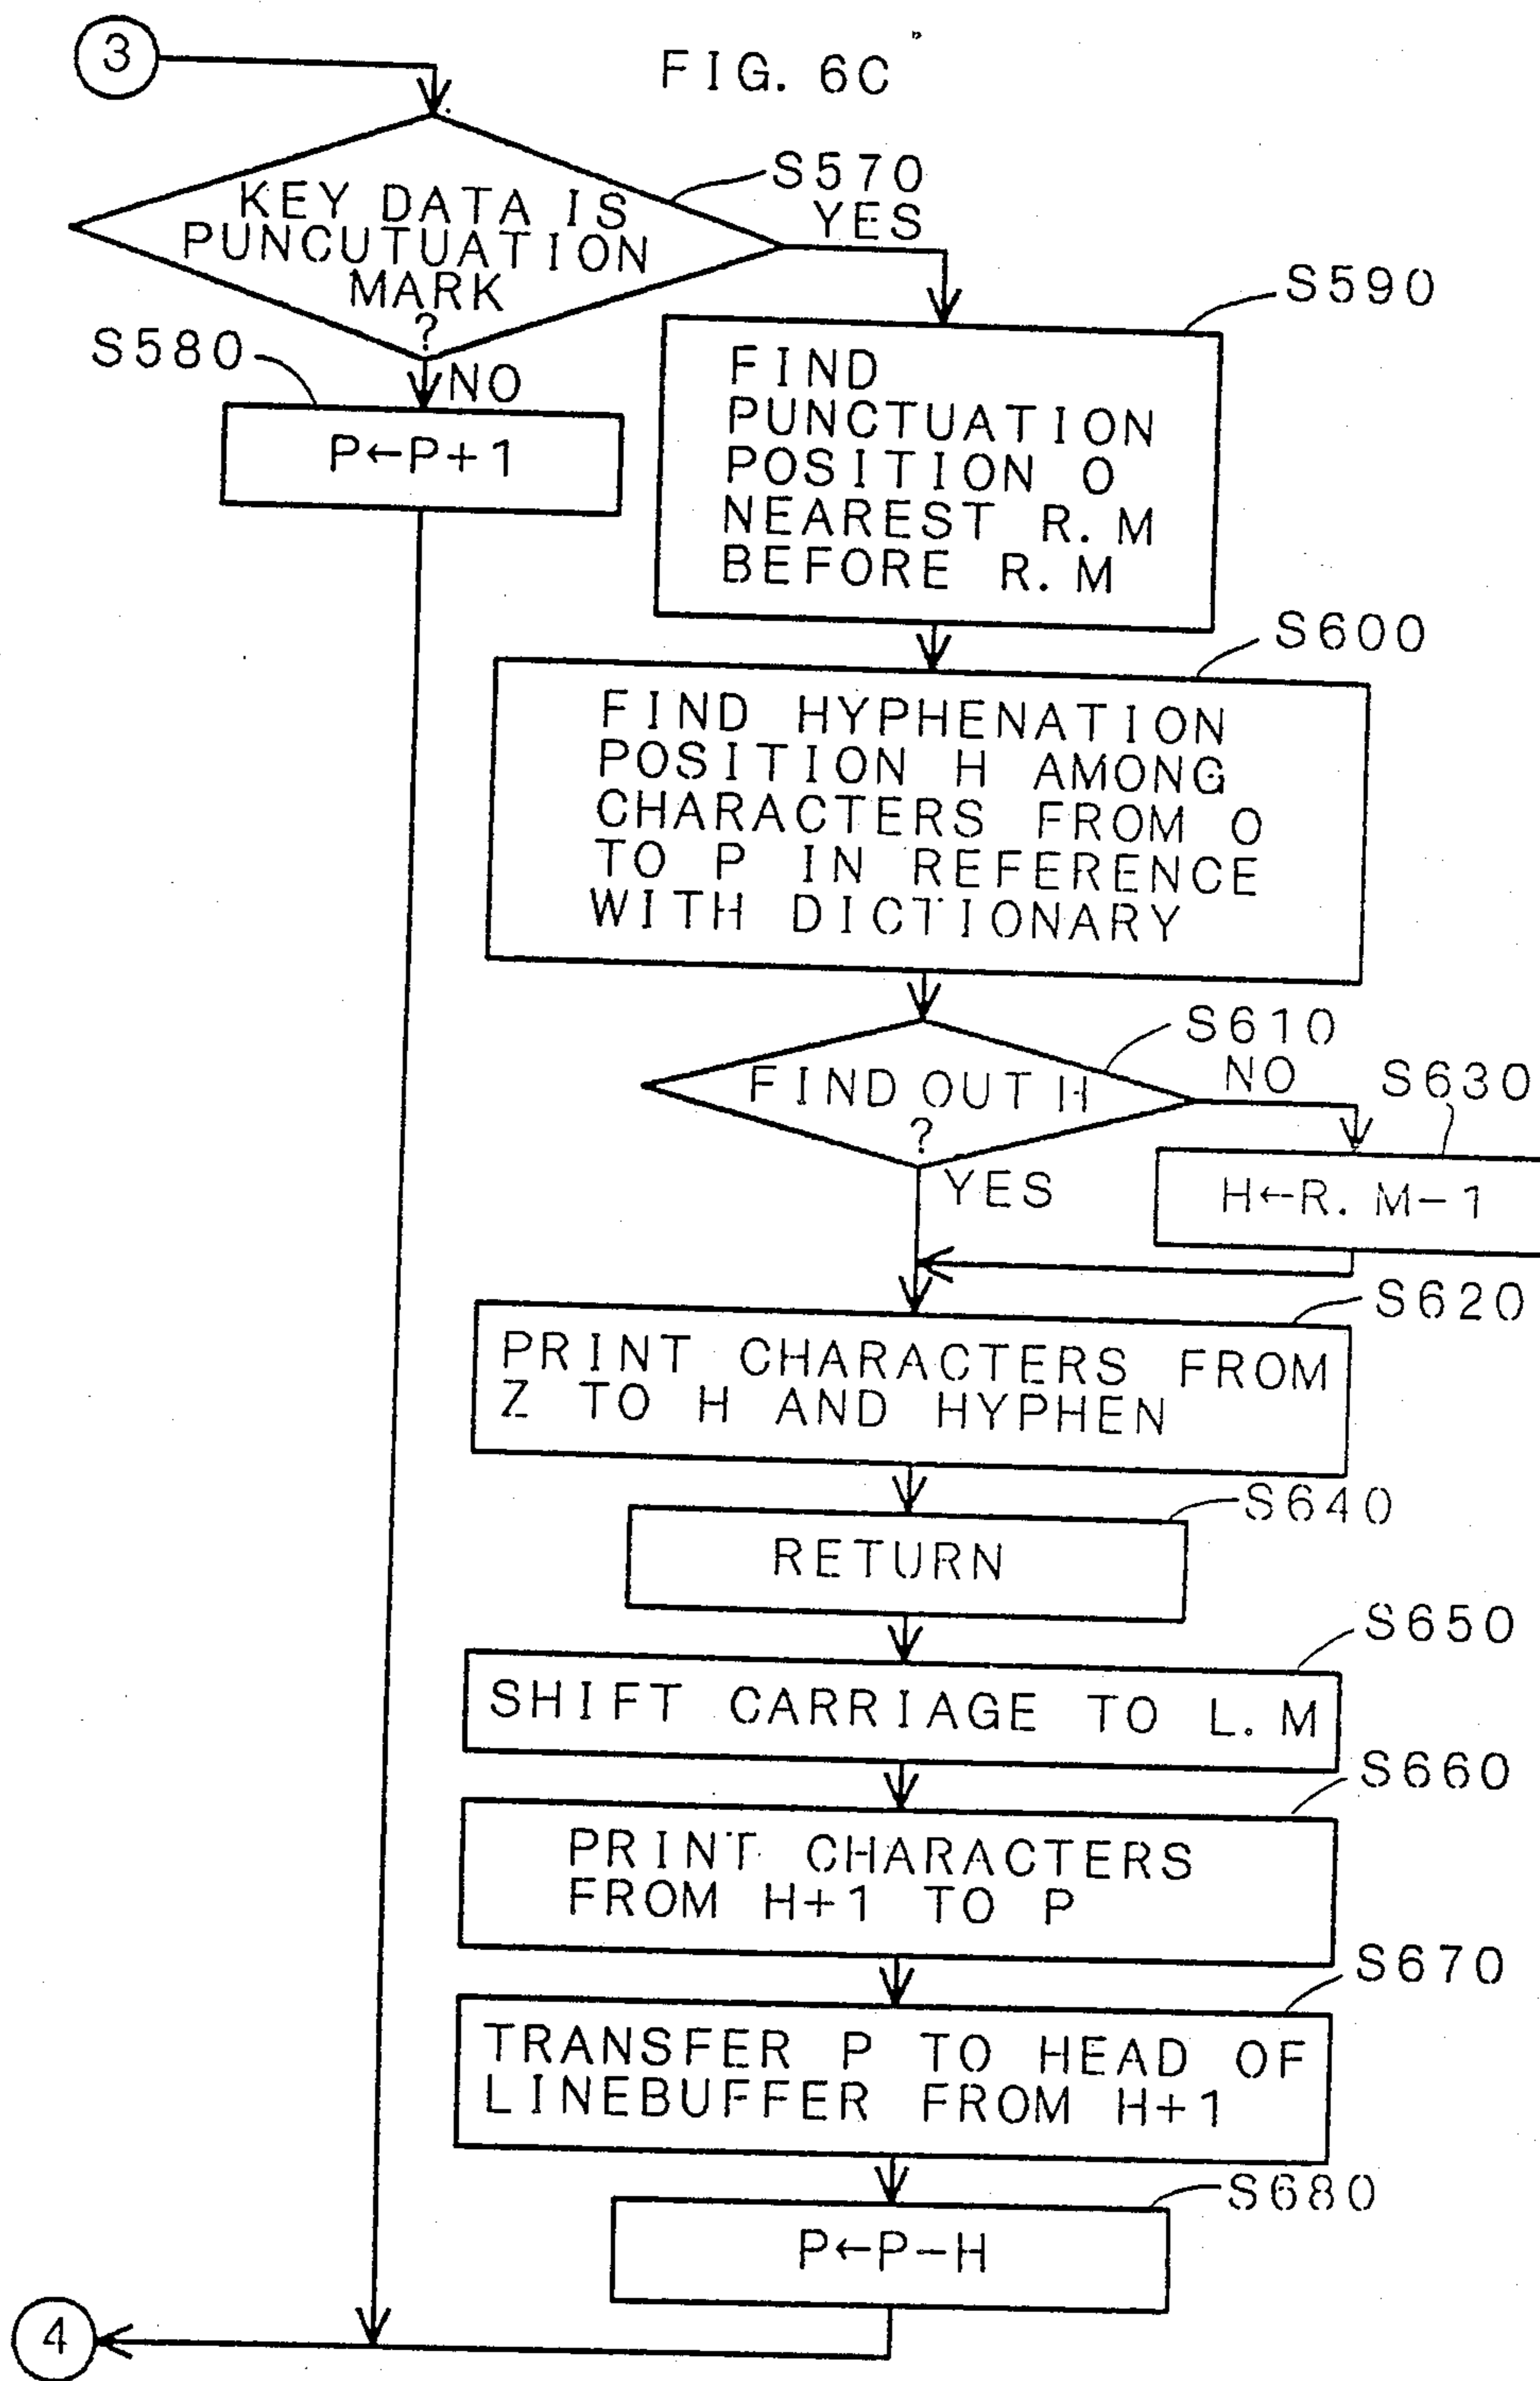 3
FIG. 6C
S570
KEY DATA IS
PUNCUTUATION
MARK
?
YES
S580
NO
P←P+1
S590
FIND
PUNCTUATION
POSITION O
NEAREST R.M
BEFORE R.M
S600
FIND HYPHENATION
POSITION H AMONG
CHARACTERS FROM O
TO P IN REFERENCE
WITH DICTIONARY
S610
FIND OUT H
?
NO
S630
YES
H←R.M-1
S620
PRINT CHARACTERS FROM
Z TO H AND HYPHEN
S640
RETURN
S650
SHIFT CARRIAGE TO L.M
S660
PRINT CHARACTERS
FROM H+1 TO P
S670
TRANSFER P TO HEAD OF
LINEBUFFER FROM H+1
S680
P←P-H
4